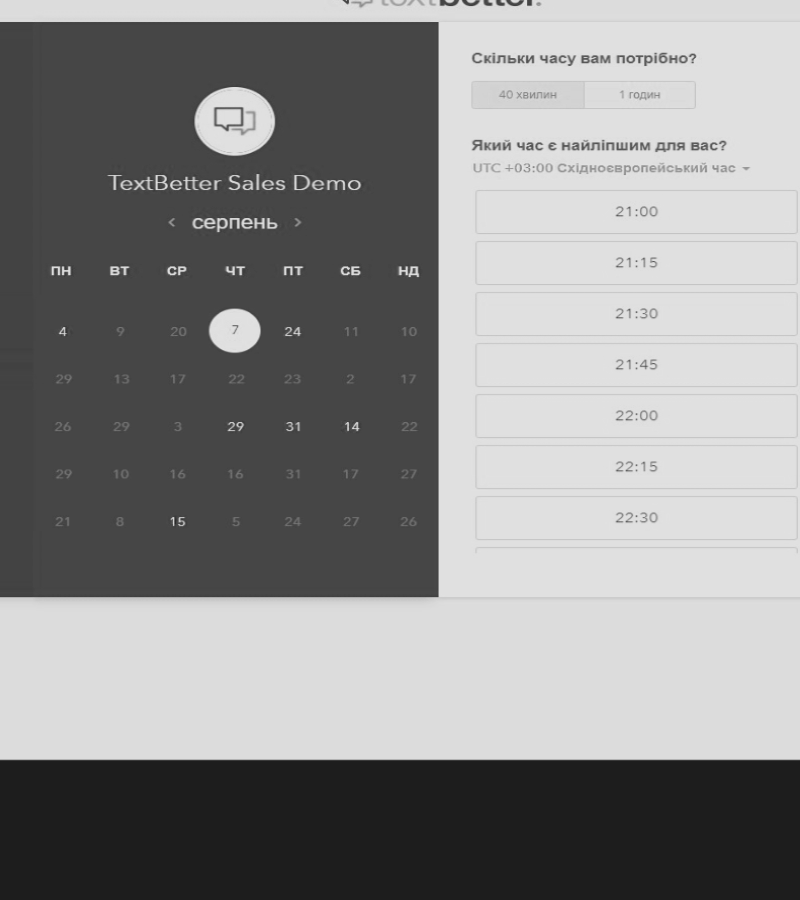 textbetter.
TextBetter Sales Demo
< серпень >
ПН ВТ СР ЧТ ПТ СБ НД
4 9 20 7 24 11 10
29 13 17 22 23 2 17
26 29 3 29 31 14 22
29 10 16 16 31 17 27
21 8 15 5 24 27 26
Скільки часу вам потрібно?
40 хвилин 1 годин
Який час є найліпшим для вас?
UTC +03:00 Східноєвропейський час
21:00
21:15
21:30
21:45
22:00
22:15
22:30